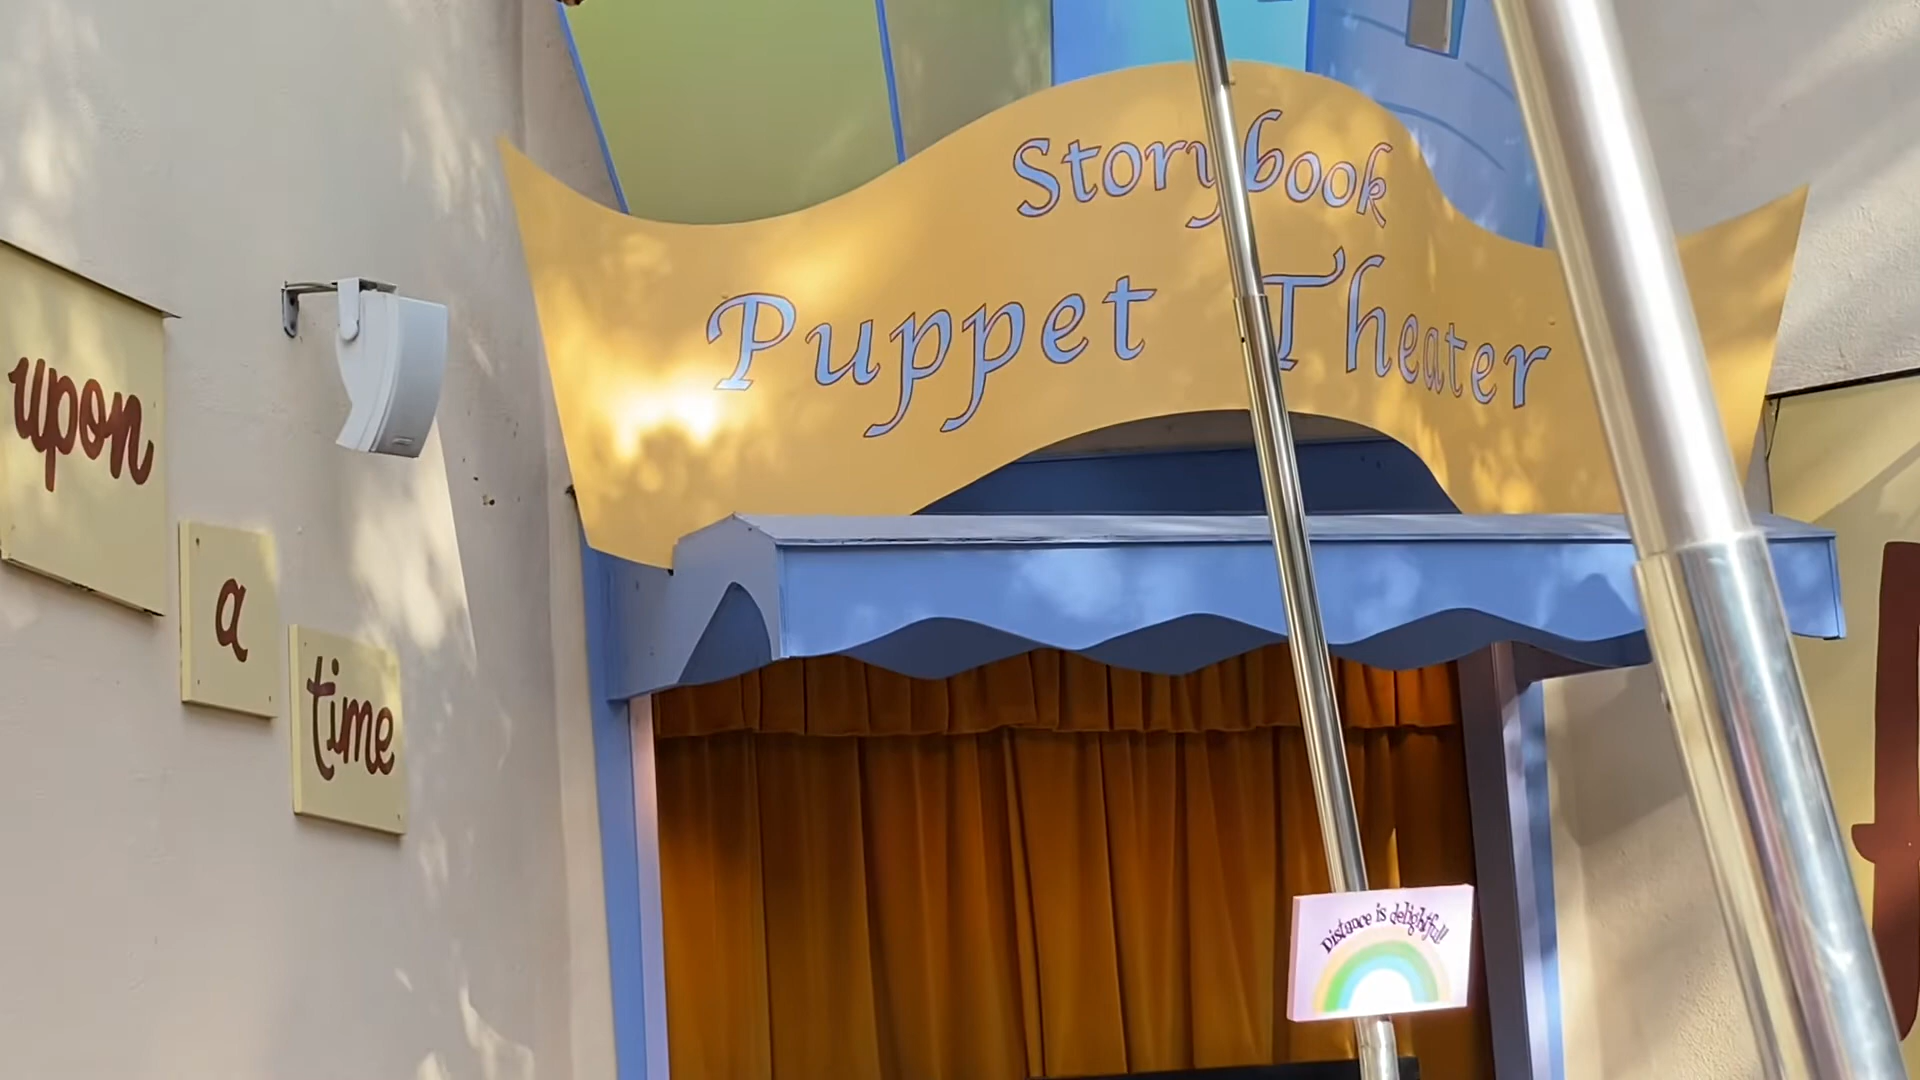 upon
a
time
Storybook
Puppet Theater
Distance is delightful!